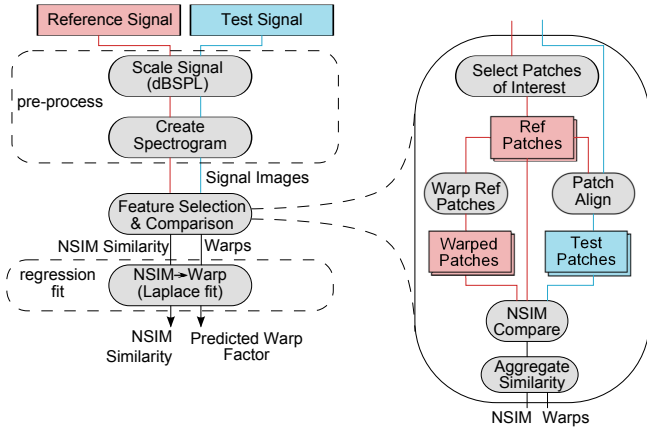 Reference Signal
Test Signal
Scale Signal
(dBSPL)
pre-process
Create
Spectrogram
Signal Images
Feature Selection
& Comparison
NSIM Similarity
Warps
regression
fit
NSIM→Warp
(Laplace fit)
NSIM
Similarity
Predicted Warp
Factor
Select Patches
of Interest
Ref
Patches
Warp Ref
Patches
Patch
Align
Warped
Patches
Test
Patches
NSIM
Compare
Aggregate
Similarity
NSIM
Warps